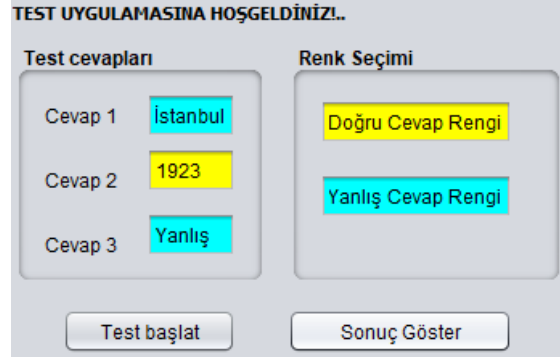 TEST UYGULAMASINA HOŞGELDİNİZ!..
Test cevapları
Cevap 1 İstanbul
Cevap 2 1923
Cevap 3 Yanlış
Renk Seçimi
Doğru Cevap Rengi
Yanlış Cevap Rengi
Test başlat
Sonuç Göster